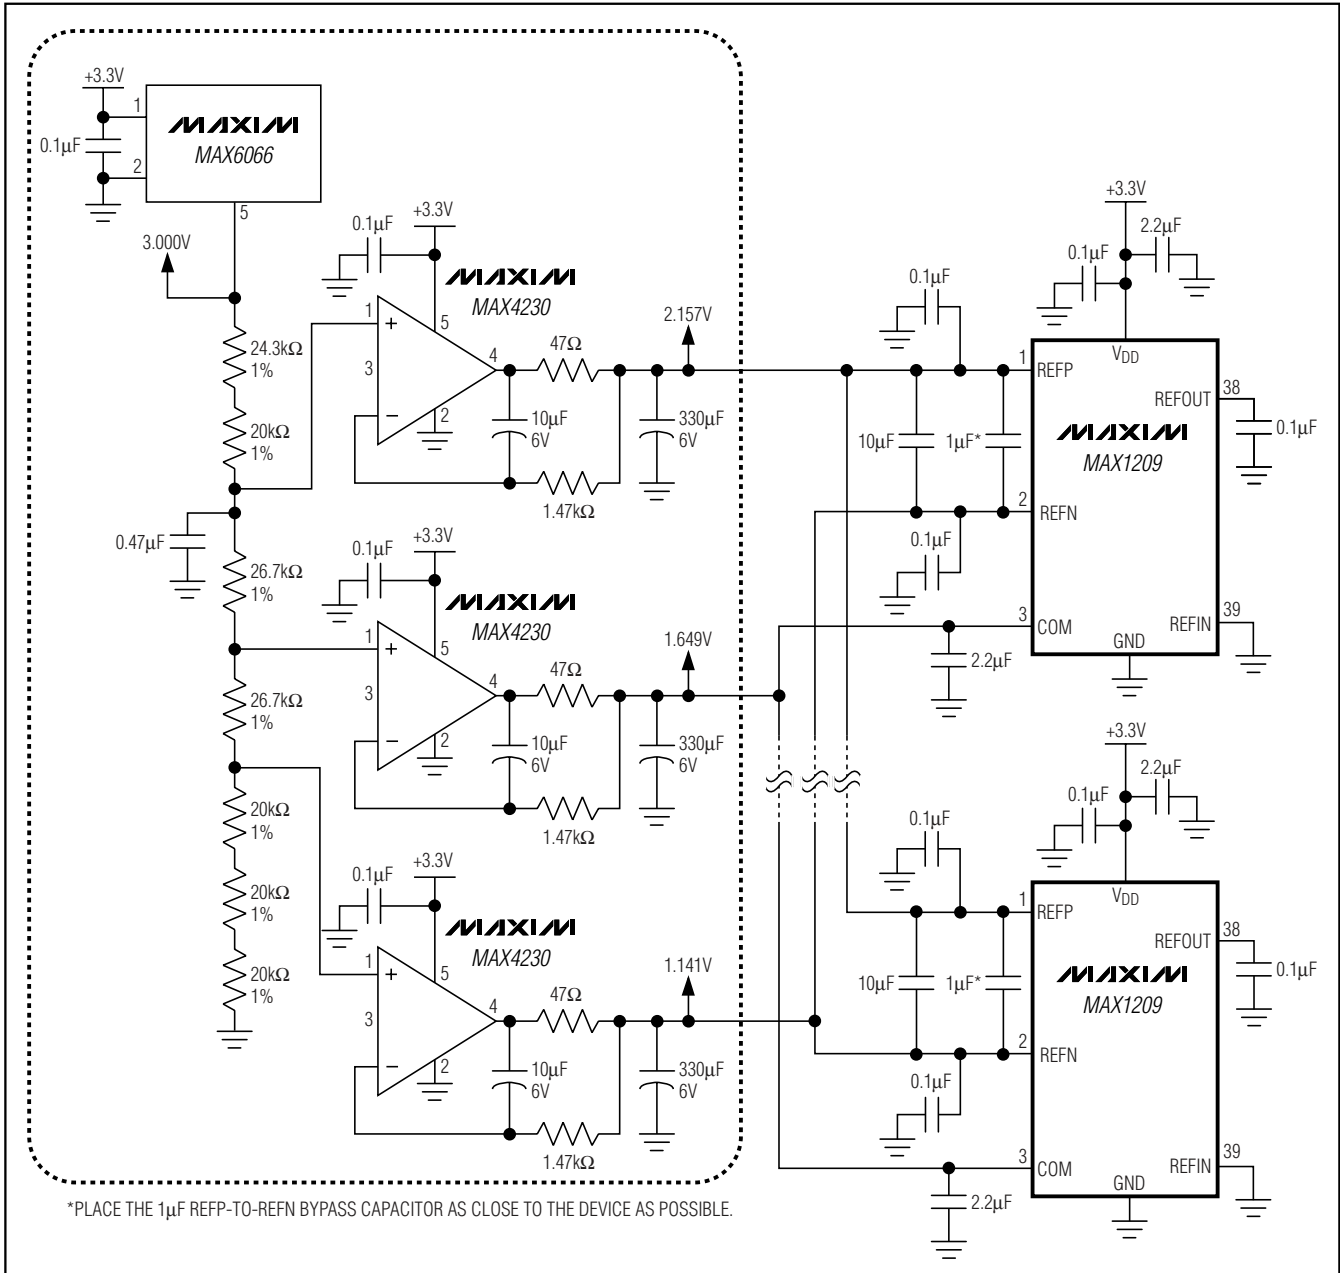 +3.3V
1
0.1µF
2
MAXIM
MAX6066
5
3.000V
24.3kΩ
1%
20kΩ
1%
0.47µF
26.7kΩ
1%
26.7kΩ
1%
20kΩ
1%
20kΩ
1%
20kΩ
1%
0.1µF
+3.3V
MAXIM
MAX4230
1
+
5
3
4
−
2
47Ω
10µF
6V
1.47kΩ
330µF
6V
2.157V
0.1µF
+3.3V
MAXIM
MAX4230
1
+
5
3
4
−
2
47Ω
10µF
6V
1.47kΩ
330µF
6V
1.649V
0.1µF
+3.3V
MAXIM
MAX4230
1
+
5
3
4
−
2
47Ω
10µF
6V
1.47kΩ
330µF
6V
1.141V
+3.3V
0.1µF
2.2µF
0.1µF
10µF
1µF*
0.1µF
2.2µF
1
REFP
VDD
REFOUT
38
0.1µF
MAXIM
MAX1209
2
REFN
3
COM
GND
REFIN
39
+3.3V
0.1µF
2.2µF
0.1µF
10µF
1µF*
0.1µF
2.2µF
1
REFP
VDD
REFOUT
38
0.1µF
MAXIM
MAX1209
2
REFN
3
COM
GND
REFIN
39
*PLACE THE 1µF REFP-TO-REFN BYPASS CAPACITOR AS CLOSE TO THE DEVICE AS POSSIBLE.